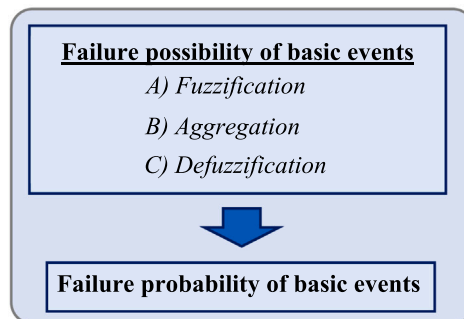 Failure possibility of basic events
A) Fuzzification
B) Aggregation
C) Defuzzification
Failure probability of basic events